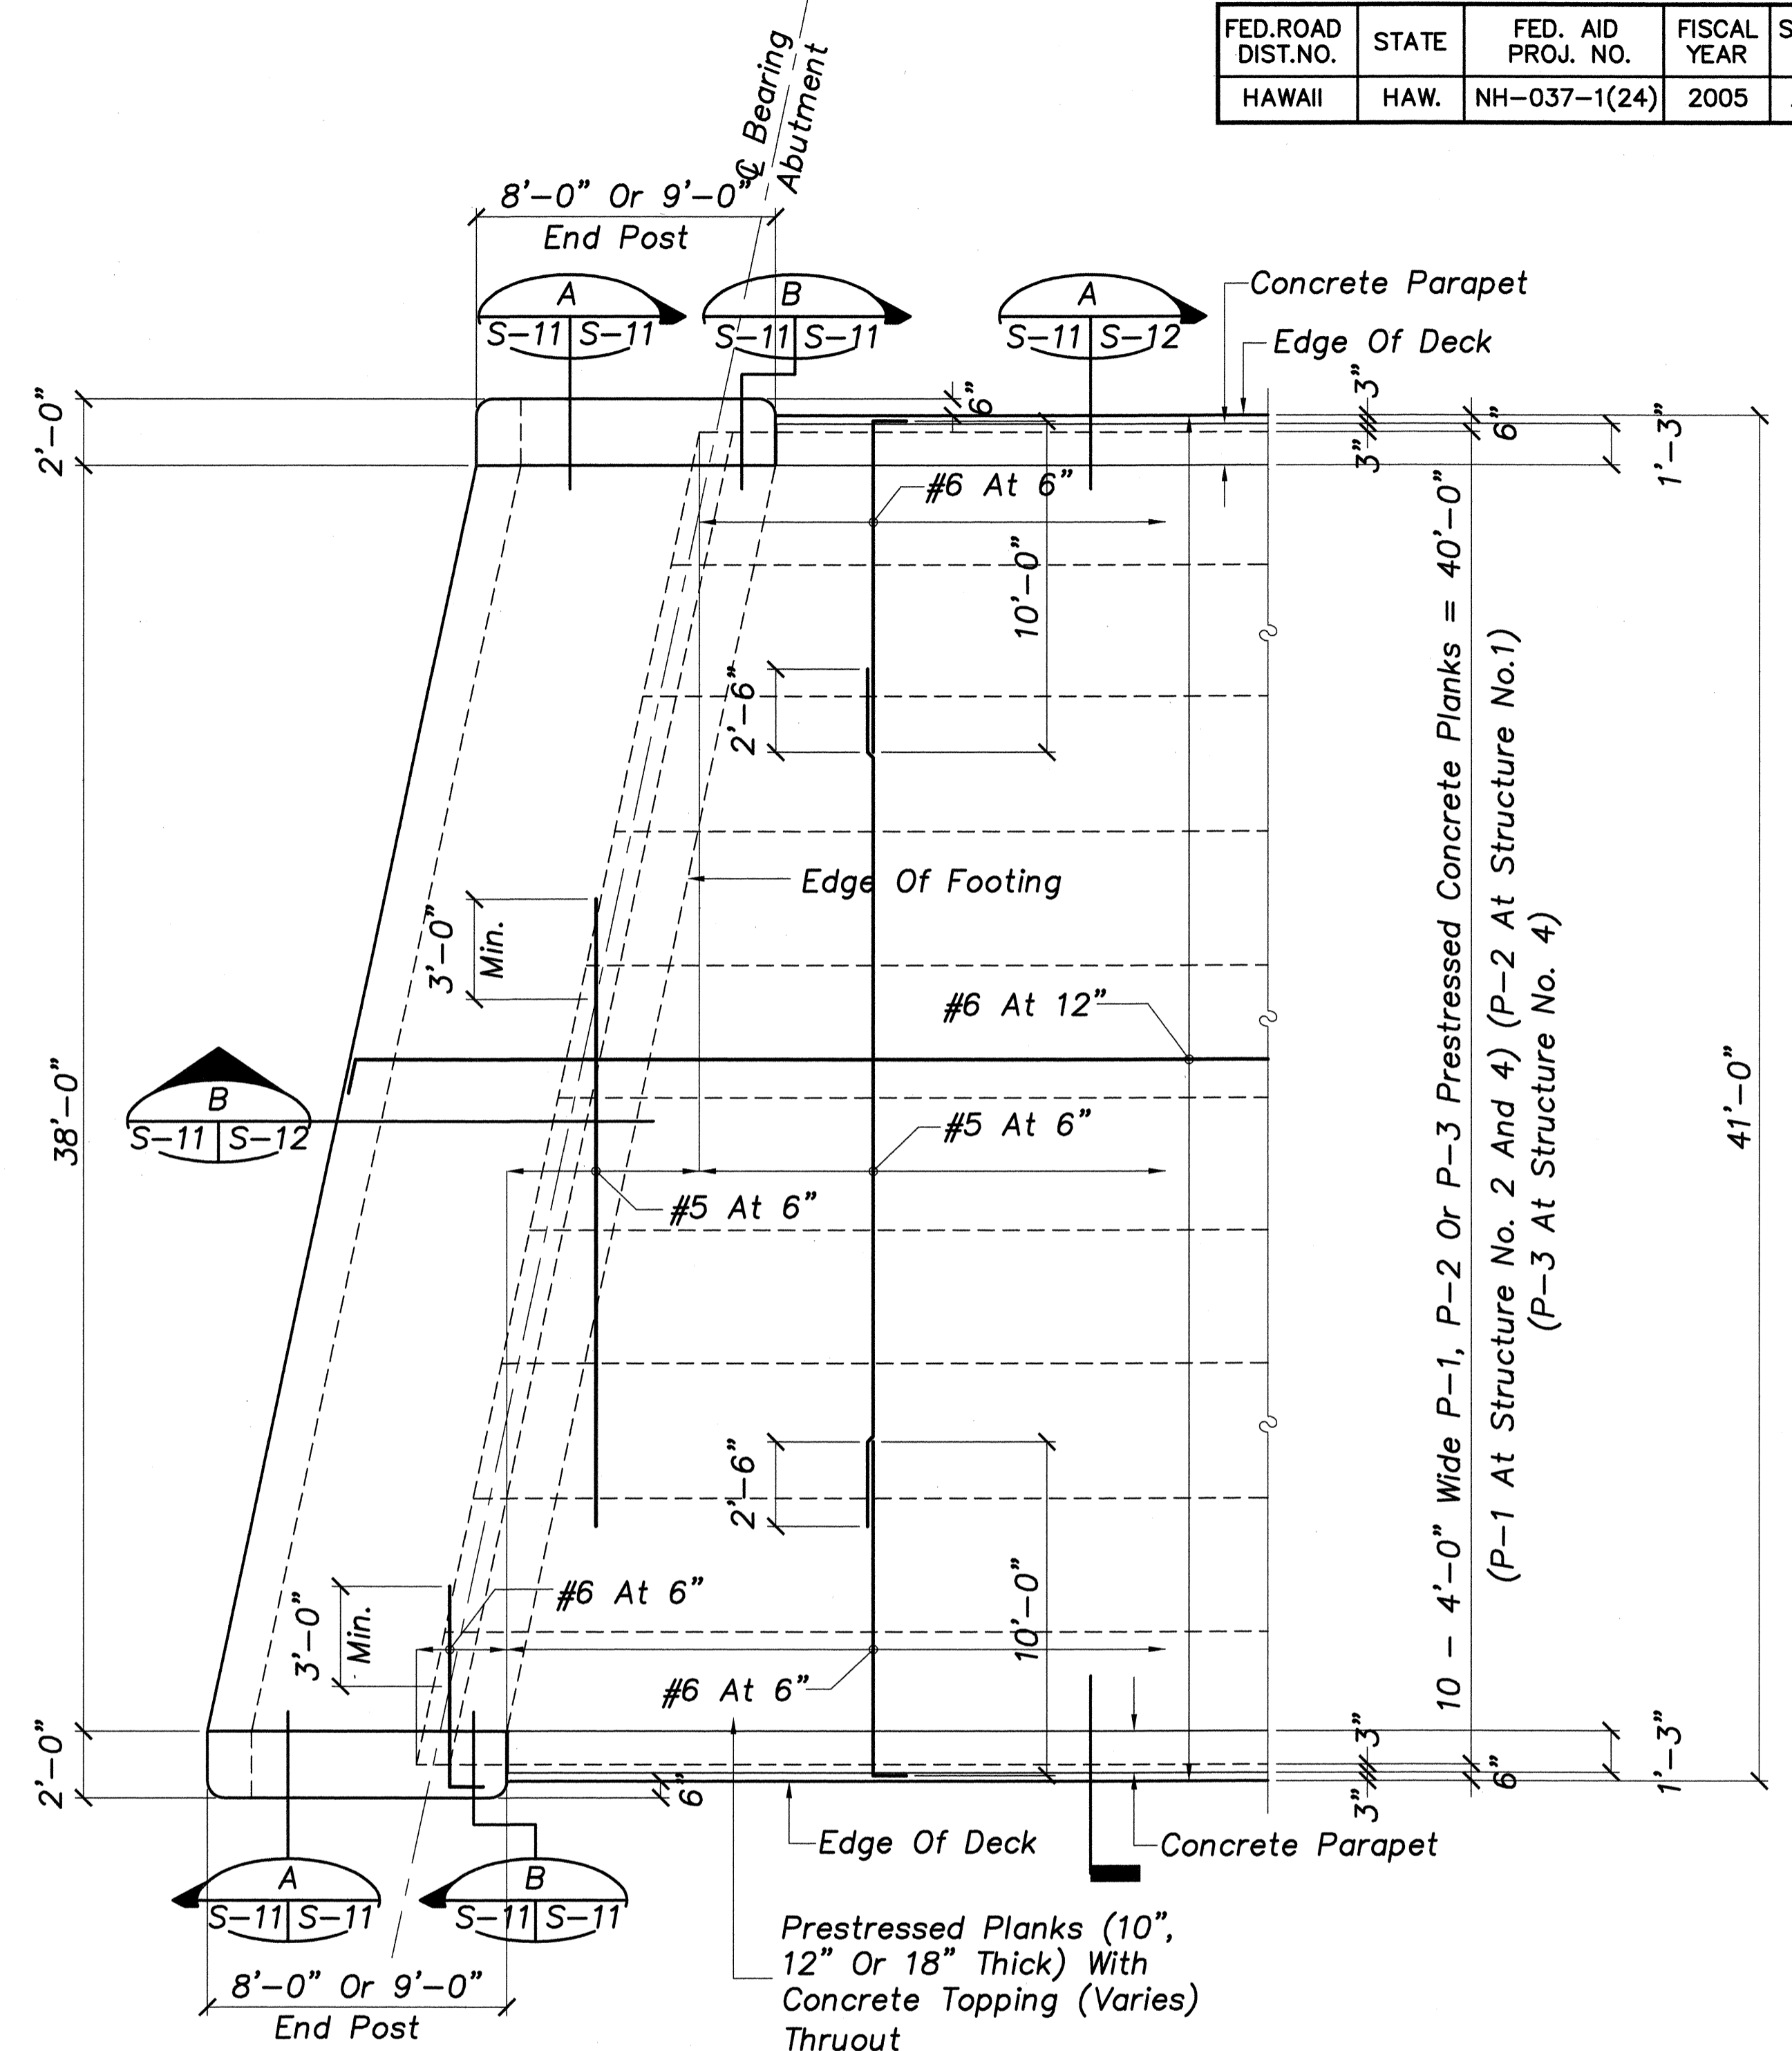 FED.ROAD DIST.NO. STATE FED. AID PROJ. NO. FISCAL YEAR
HAWAII HAW. NH-037-1(24) 2005
℄ Bearing
Abutment
8'-0" Or 9'-0"
End Post
A
S-11 S-11
B
S-11 S-11
A
S-11 S-12
Concrete Parapet
Edge Of Deck
2'-0"
6"
3"
3"
6"
1'-3"
#6 At 6"
10'-0"
2'-6"
Edge Of Footing
3'-0"
Min.
#6 At 12"
38'-0"
B
S-11 S-12
#5 At 6"
#5 At 6"
10 - 4'-0" Wide P-1, P-2 Or P-3 Prestressed Concrete Planks = 40'-0"
(P-1 At Structure No. 2 And 4) (P-2 At Structure No.1)
(P-3 At Structure No. 4)
41'-0"
2'-6"
10'-0"
#6 At 6"
3'-0"
Min.
#6 At 6"
2'-0"
6"
3"
3"
6"
1'-3"
Edge Of Deck
Concrete Parapet
A
S-11 S-11
B
S-11 S-11
8'-0" Or 9'-0"
End Post
Prestressed Planks (10",
12" Or 18" Thick) With
Concrete Topping (Varies)
Thruout